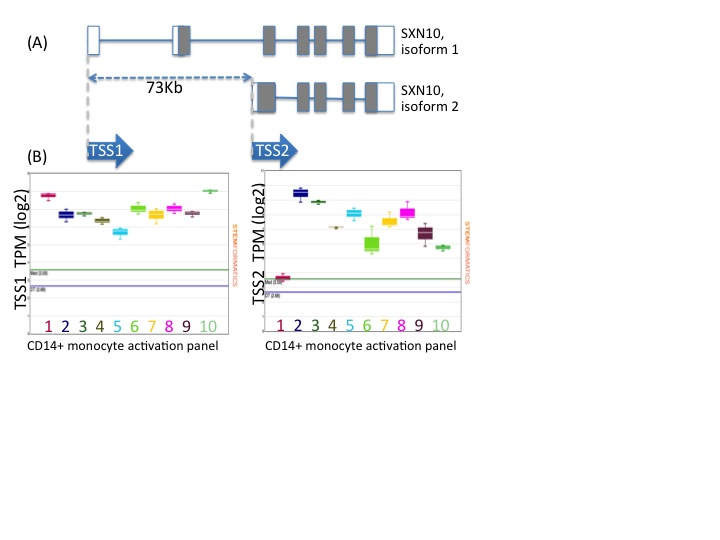 (A)
SXN10,
isoform 1
73Kb
SXN10,
isoform 2
(B)
TSS1
TSS2
TSS1 TPM (log2)
STEMFORMATICS
1 2 3 4 5 6 7 8 9 10
CD14+ monocyte activation panel
TSS2 TPM (log2)
STEMFORMATICS
1 2 3 4 5 6 7 8 9 10
CD14+ monocyte activation panel